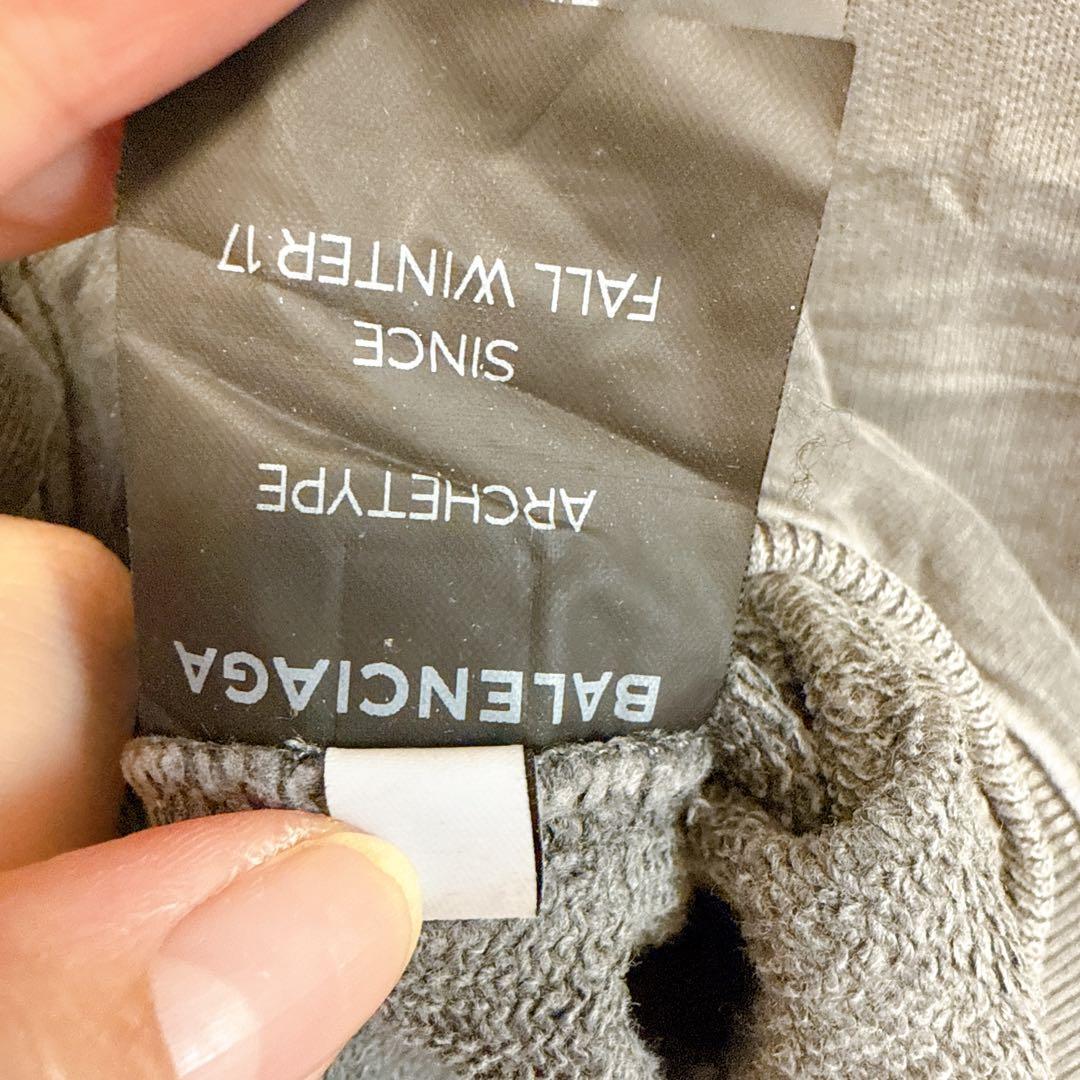 BALENCIAGA
ARCHETYPE
SINCE
FALL WINTER 17